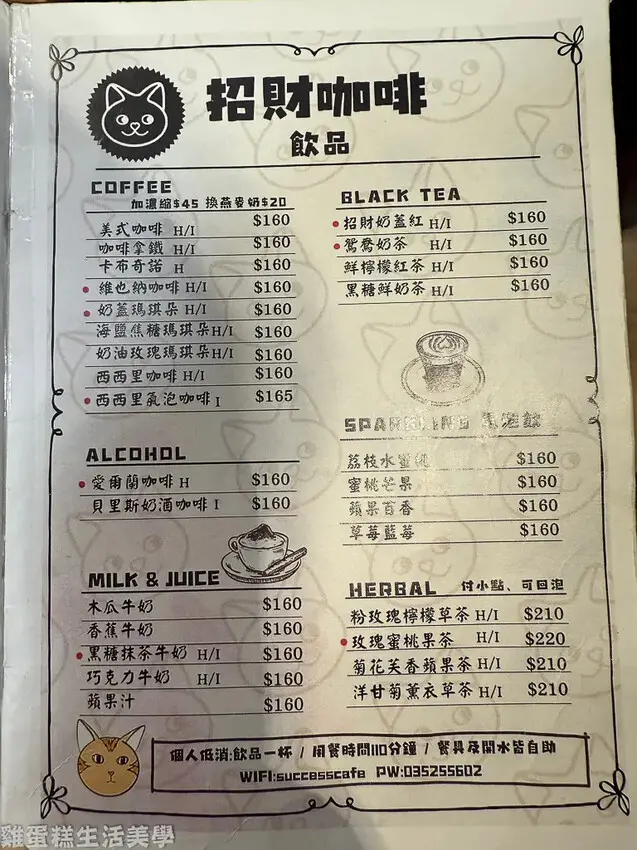 招財咖啡
飲品
COFFEE
加濃縮$45 換燕麥奶$20
美式咖啡 H/I $160
咖啡拿鐵 H/I $160
卡布奇諾 H $160
維也納咖啡 H/I $160
奶蓋瑪琪朵 H/I $160
海鹽焦糖瑪琪朵 H/I $160
奶油玫瑰瑪琪朵 H/I $160
西西里咖啡 H/I $160
西西里氣泡咖啡 I $165
ALCOHOL
愛爾蘭咖啡 H $160
貝里斯奶酒咖啡 I $160
MILK & JUICE
木瓜牛奶 $160
香蕉牛奶 $160
黑糖抹茶牛奶 H/I $160
巧克力牛奶 H/I $160
蘋果汁 $160
BLACK TEA
招財奶蓋紅 H/I $160
鴛鴦奶茶 H/I $160
鮮檸檬紅茶 H/I $160
黑糖鮮奶茶 H/I $160
SPARKLING
荔枝水蜜桃 $160
蜜桃芒果 $160
蘋果百香 $160
草莓藍莓 $160
HERBAL 付小點、可回泡
粉玫瑰檸檬草茶 H/I $210
玫瑰蜜桃果茶 H/I $220
菊花芙香蘋果茶 H/I $210
洋甘菊薰衣草茶 H/I $210
個人低消:飲品一杯 / 用餐時間110分鐘 / 餐具及開水皆自助
WIFI:successcafe PW:035255602
雞蛋糕生活美學